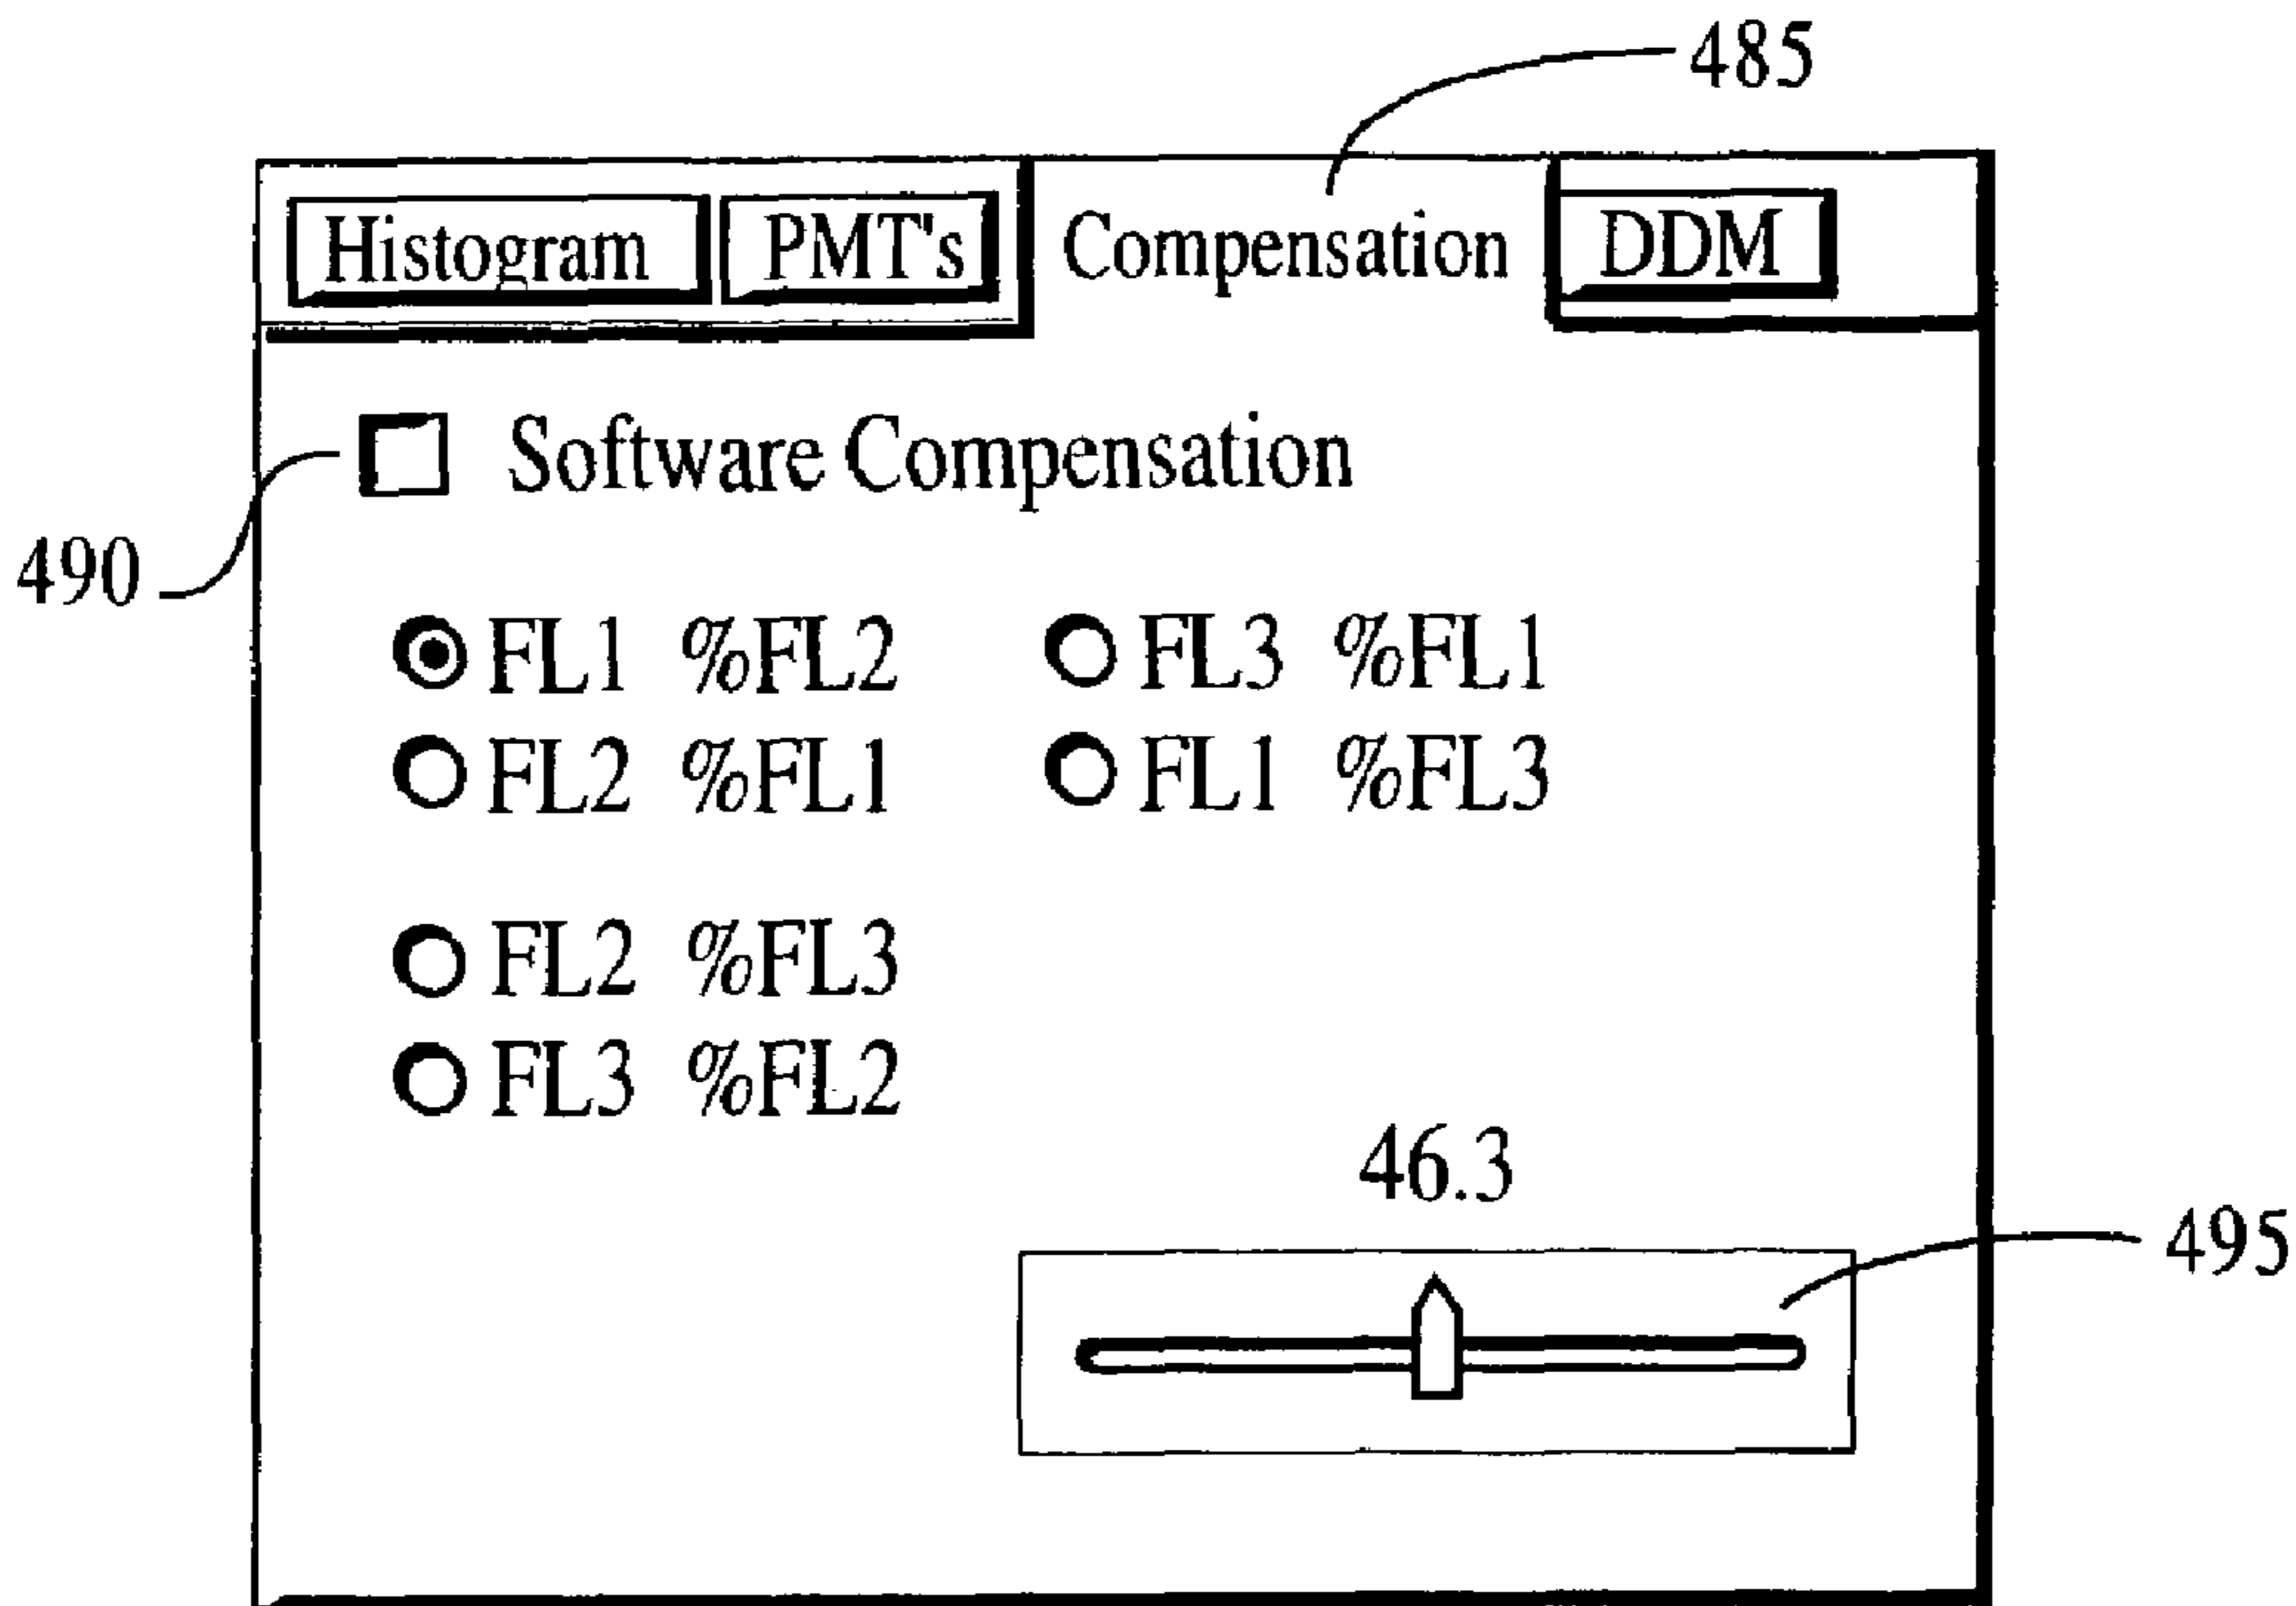 485
Histogram PMT's Compensation DDM
Software Compensation
490
FL1 %FL2 FL3 %FL1
FL2 %FL1 FL1 %FL3
FL2 %FL3
FL3 %FL2
46.3
495